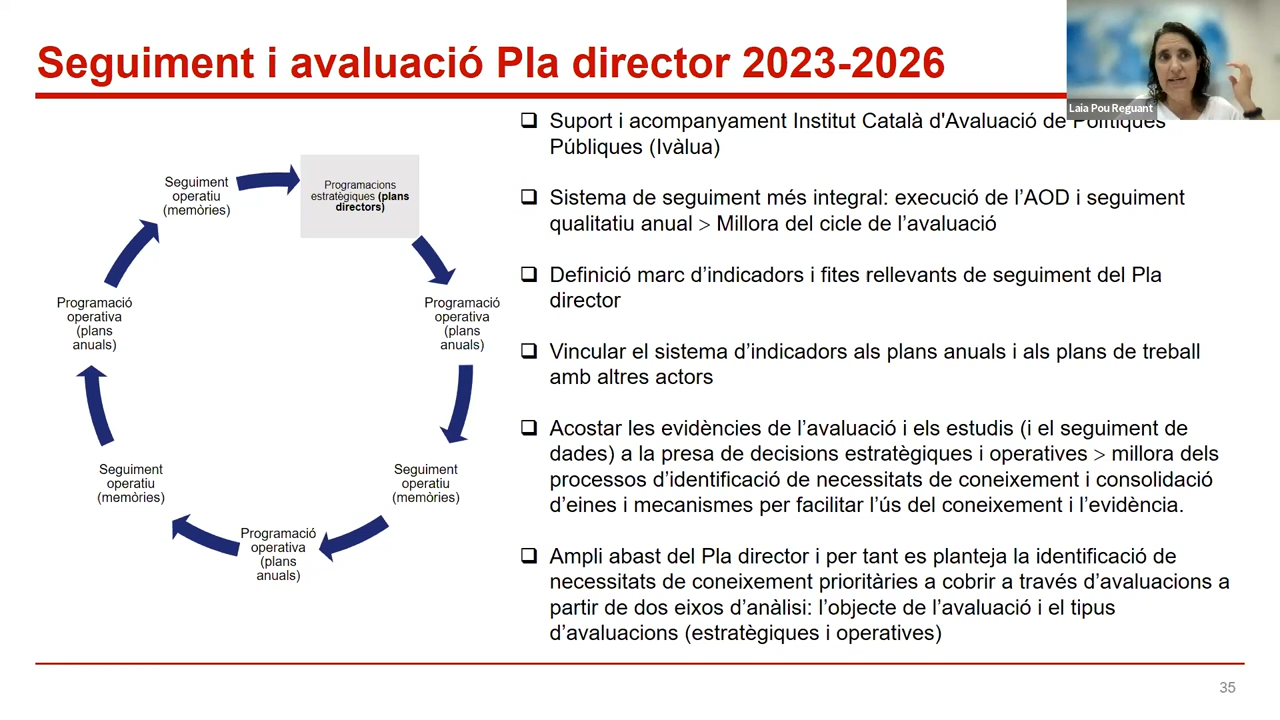 Seguiment i avaluació Pla director 2023-2026
Laia Pou Reguant
Seguiment
operatiu
(memòries)
Programacions
estratègiques (plans
directors)
Programació
operativa
(plans
anuals)
Seguiment
operatiu
(memòries)
Programació
operativa
(plans
anuals)
Seguiment
operatiu
(memòries)
Programació
operativa
(plans
anuals)
Suport i acompanyament Institut Català d'Avaluació de Polítiques
Públiques (Ivàlua)
Sistema de seguiment més integral: execució de l’AOD i seguiment
qualitatiu anual > Millora del cicle de l’avaluació
Definició marc d’indicadors i fites rellevants de seguiment del Pla
director
Vincular el sistema d’indicadors als plans anuals i als plans de treball
amb altres actors
Acostar les evidències de l’avaluació i els estudis (i el seguiment de
dades) a la presa de decisions estratègiques i operatives > millora dels
processos d’identificació de necessitats de coneixement i consolidació
d’eines i mecanismes per facilitar l’ús del coneixement i l’evidència.
Ampli abast del Pla director i per tant es planteja la identificació de
necessitats de coneixement prioritàries a cobrir a través d’avaluacions a
partir de dos eixos d’anàlisi: l’objecte de l’avaluació i el tipus
d’avaluacions (estratègiques i operatives)
35